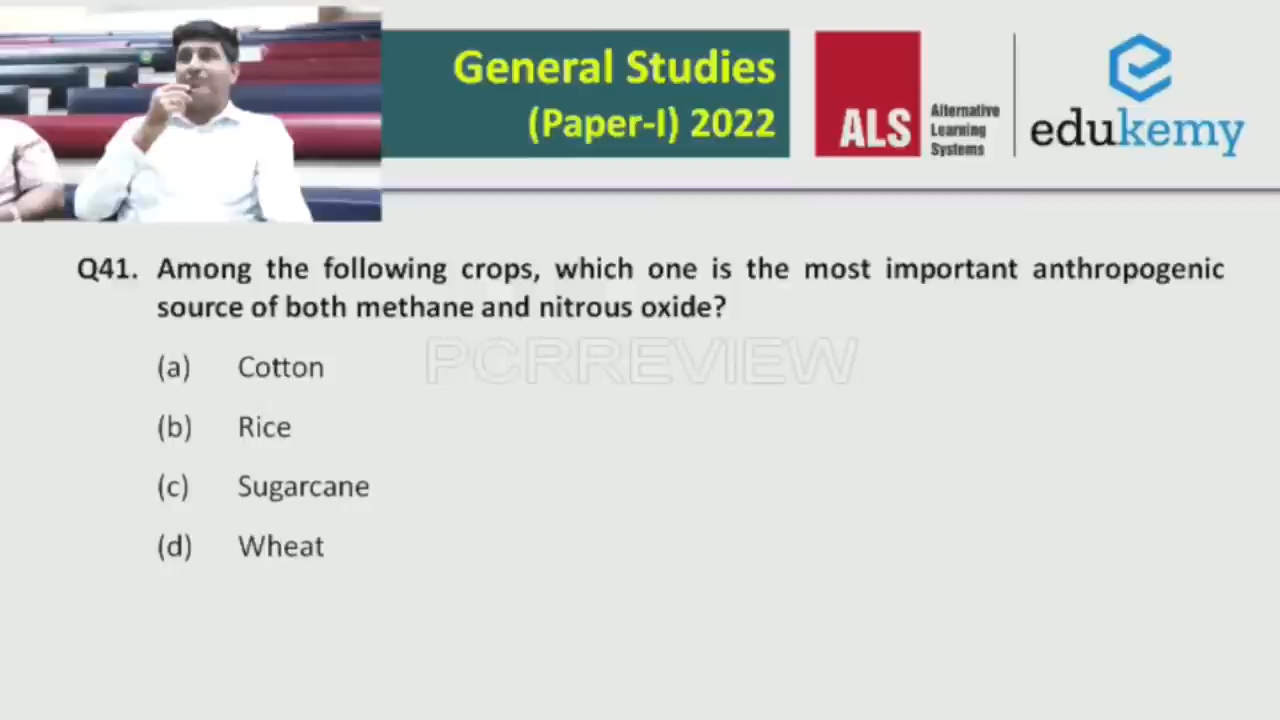 General Studies
(Paper-I) 2022
ALS
Alternative
Learning
Systems
edukemy
Q41. Among the following crops, which one is the most important anthropogenic
source of both methane and nitrous oxide?
PCRREVIEW
(a) Cotton
(b) Rice
(c) Sugarcane
(d) Wheat